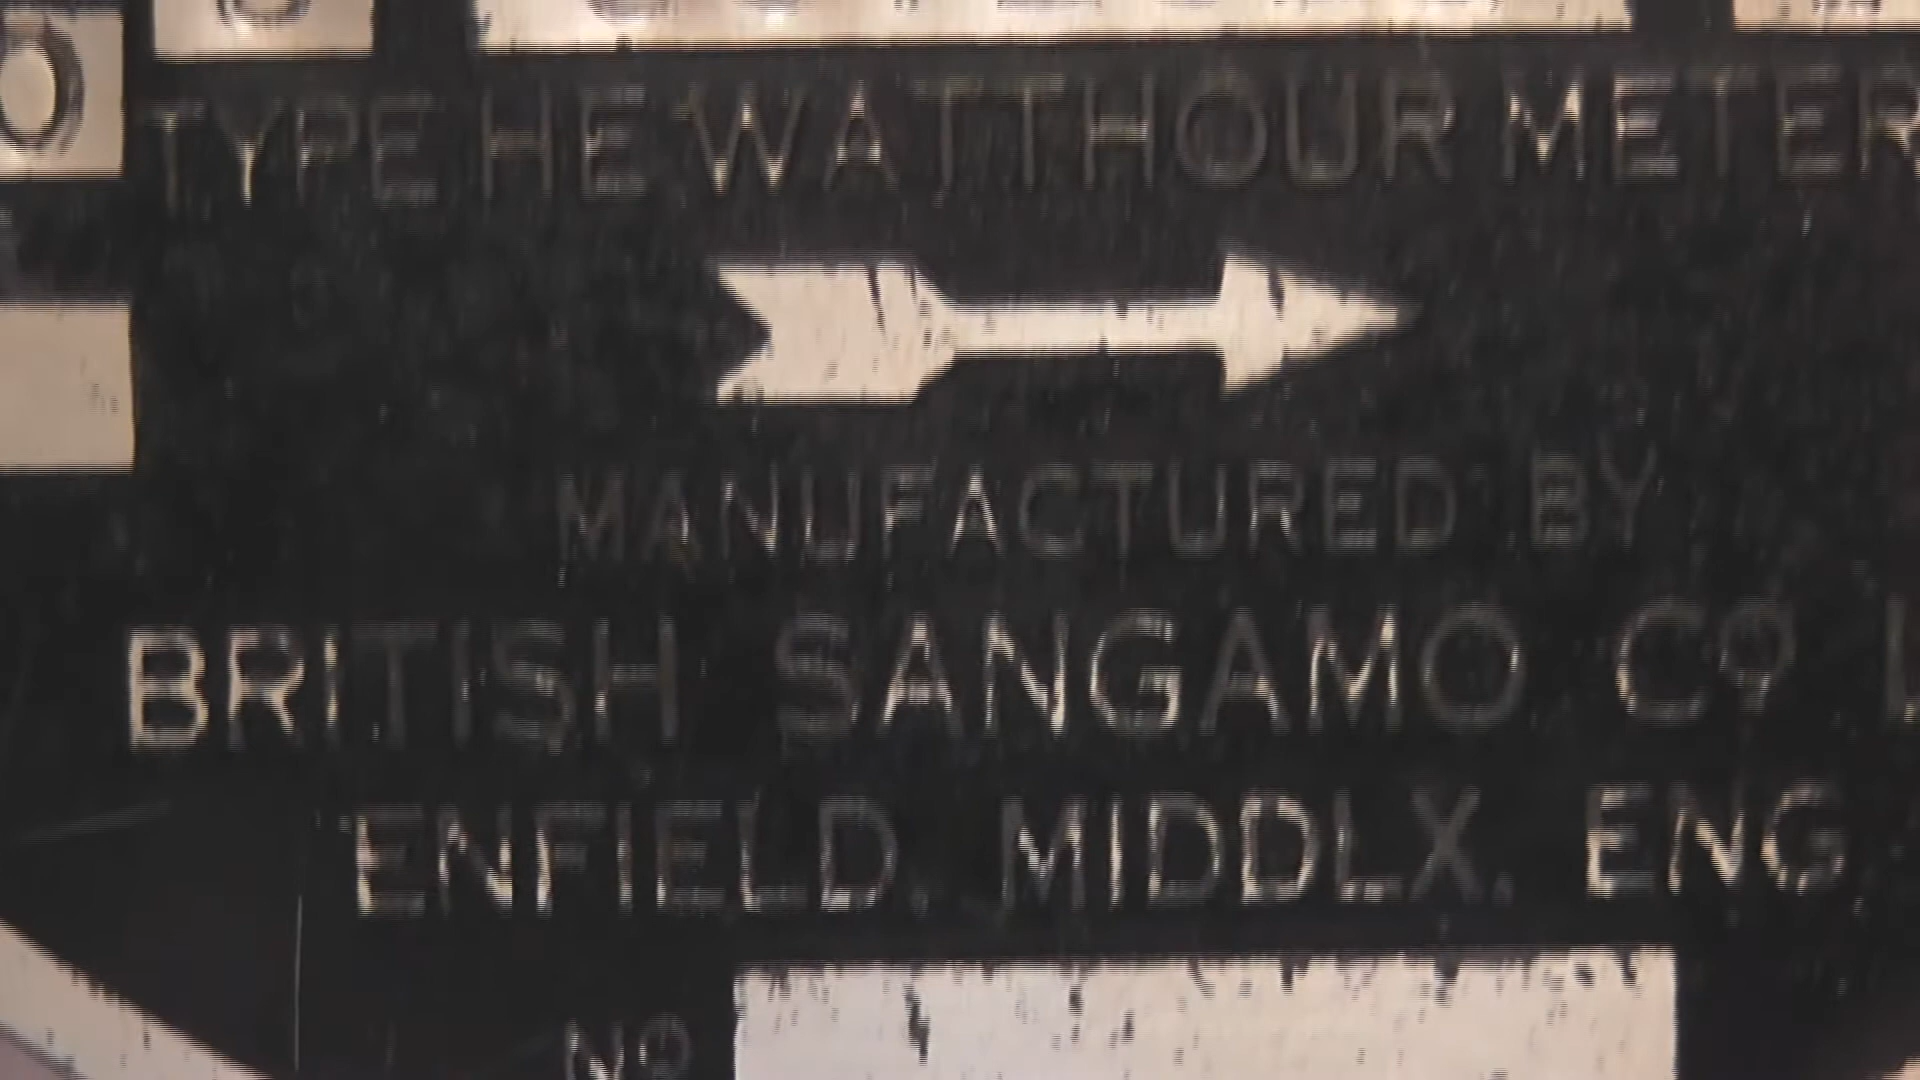 TYPE HE WATTHOUR METER
MANUFACTURED BY
BRITISH SANGAMO Cº
ENFIELD, MIDDLX. ENG
Nº